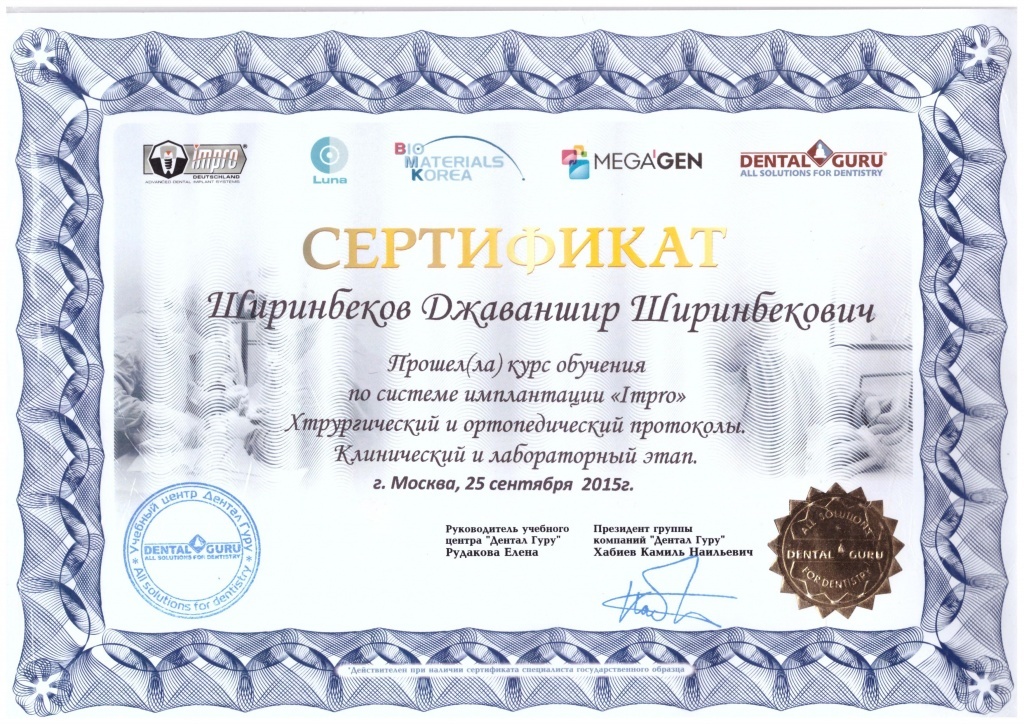 impro
DEUTSCHLAND
ADVANCED DENTAL IMPLANT SYSTEMS
Luna
BIO
MATERIALS
KOREA
MEGA'GEN
DENTAL GURU®
ALL SOLUTIONS FOR DENTISTRY
СЕРТИФИКАТ
Ширинбеков Джаваншир Ширинбекович
Прошел(ла) курс обучения
по системе имплантации «Impro»
Хтрургический и ортопедический протоколы.
Клинический и лабораторный этап.
г. Москва, 25 сентября 2015г.
Руководитель учебного
центра "Дентал Гуру"
Рудакова Елена
Президент группы
компаний "Дентал Гуру"
Хабиев Камиль Наильевич
* Учебный центр Дентал Гуру *
DENTAL GURU
ALL SOLUTIONS FOR DENTISTRY
All solutions for dentistry
ALL SOLUTIONS
DENTAL GURU
FOR DENTISTRY
*Действителен при наличии сертификата специалиста государственного образца